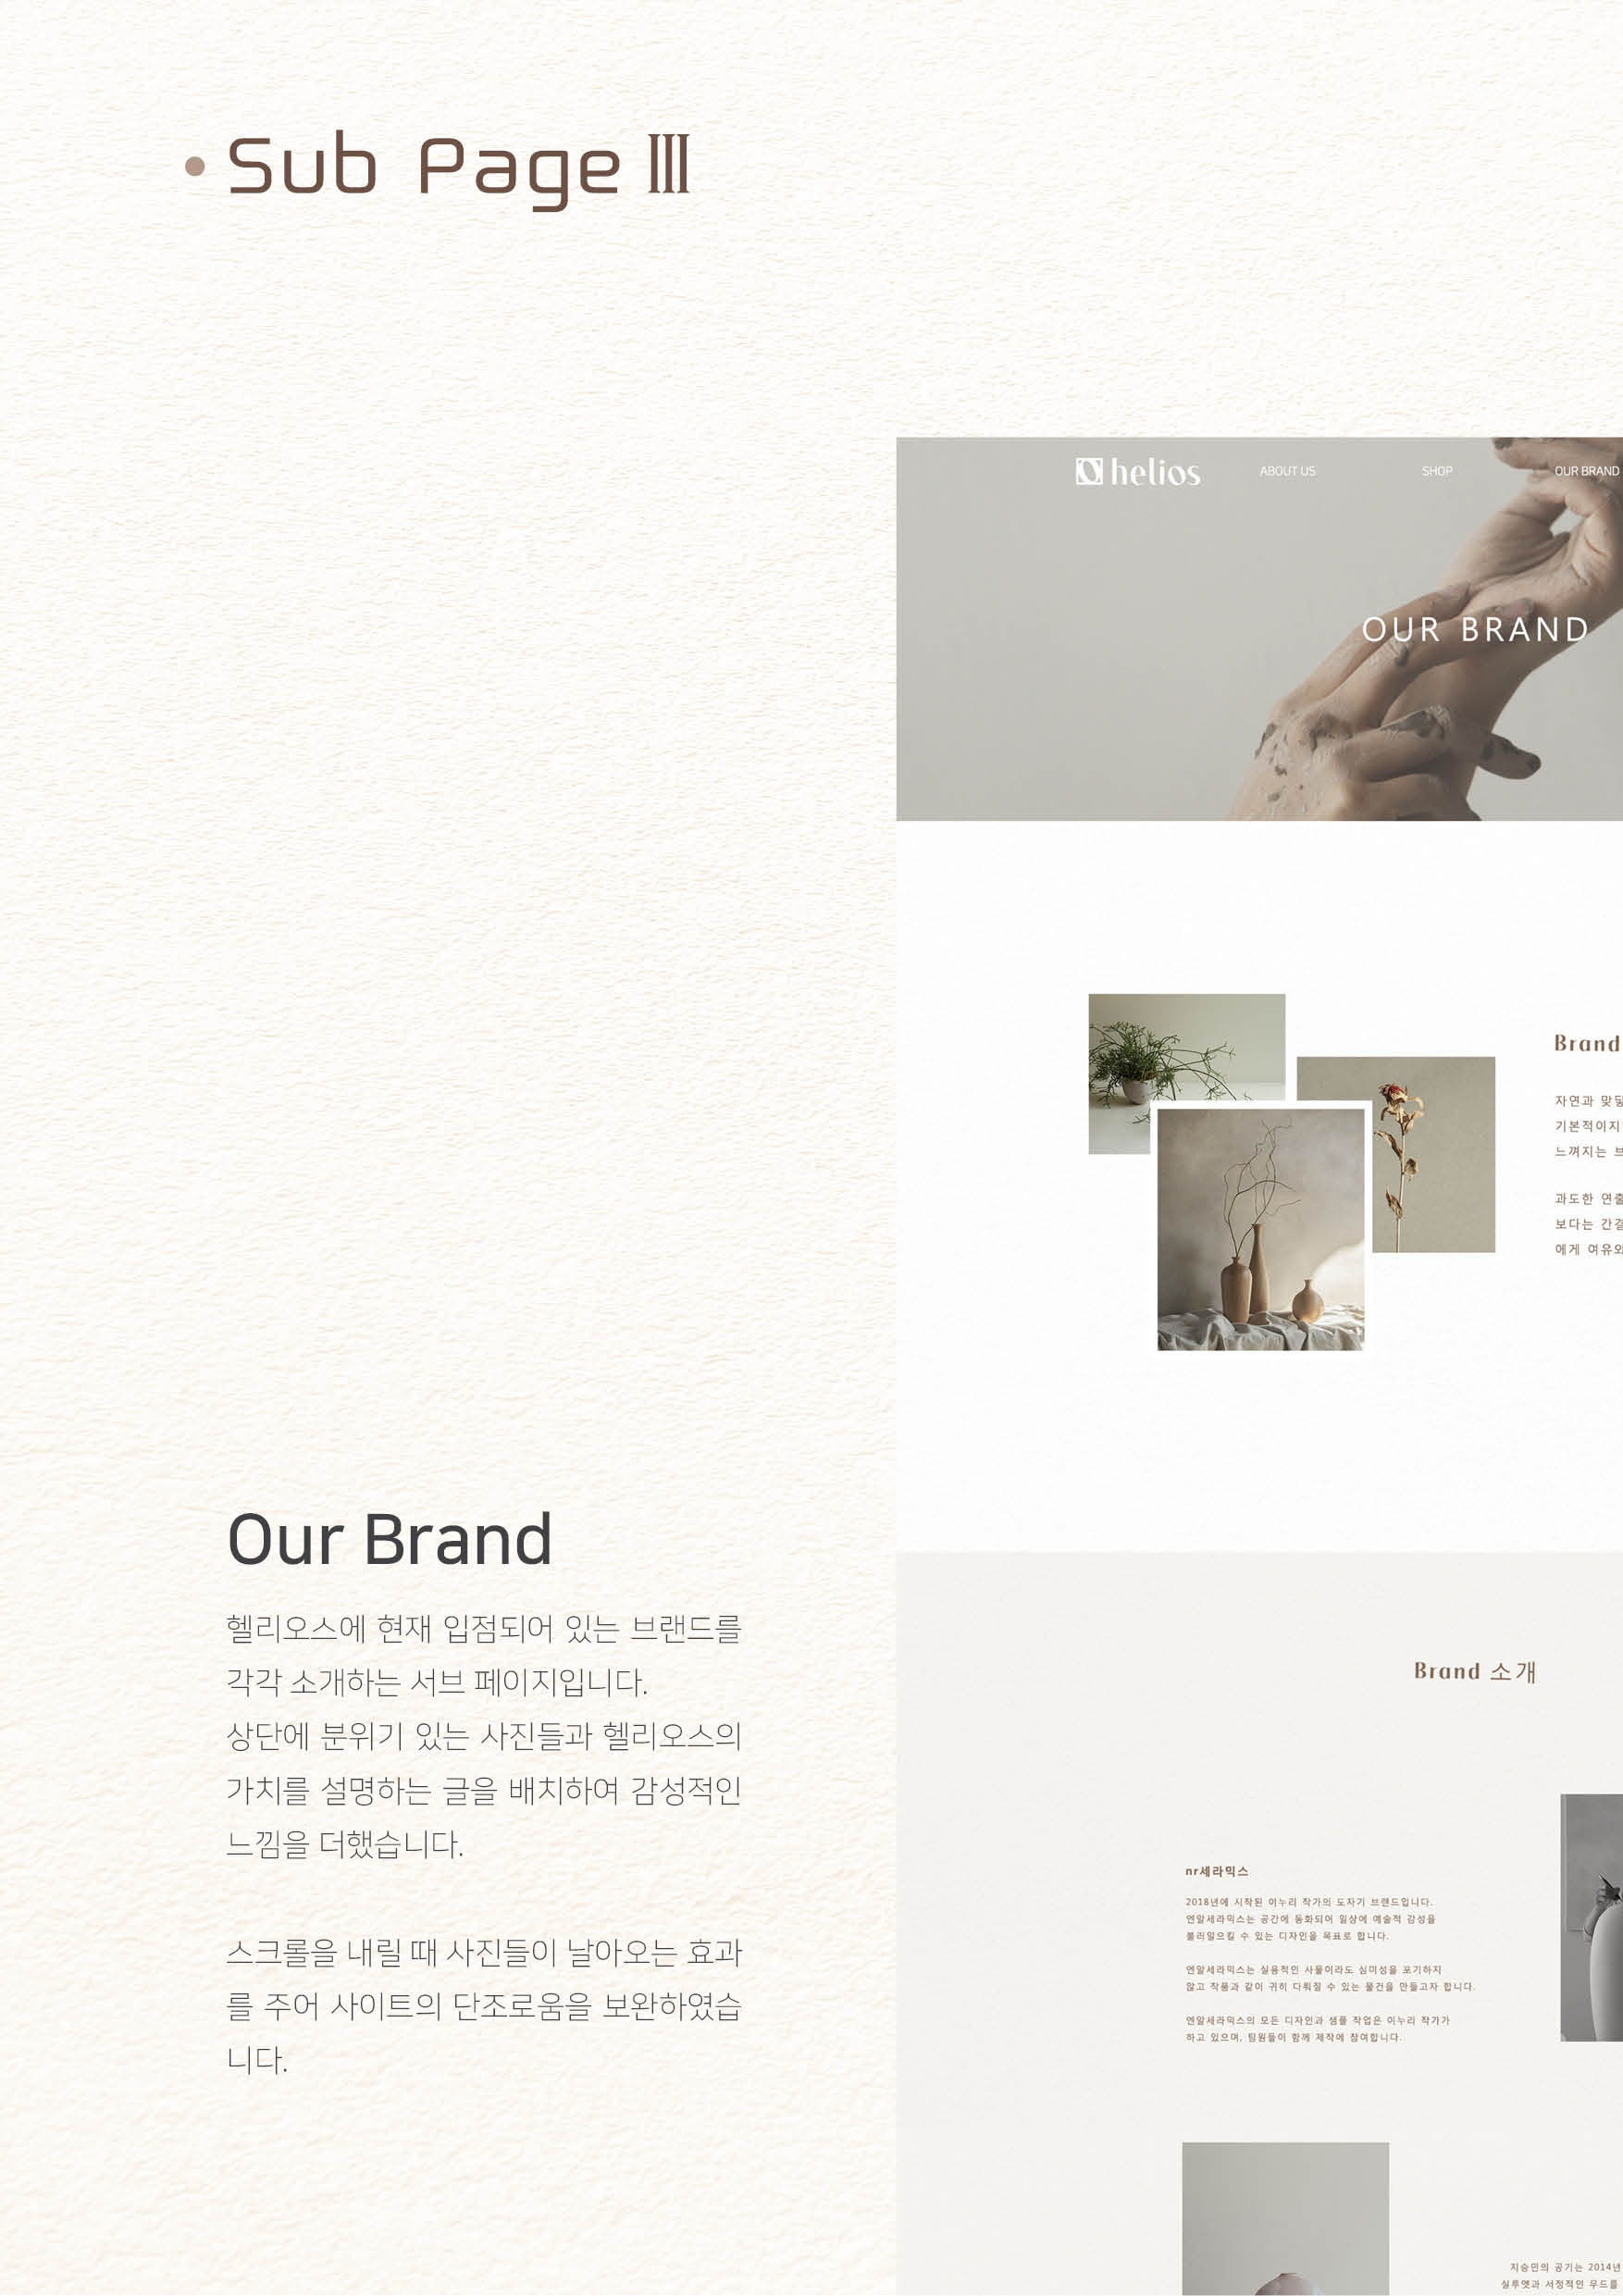 Sub Page Ⅲ
helios
ABOUT US
SHOP
OUR BRAND
OUR BRAND
Brand
자연과
기본적이지
느껴지는
과도한
보다는
에게
Our Brand
헬리오스에 현재 입점되어 있는 브랜드를
각각 소개하는 서브 페이지입니다.
상단에 분위기 있는 사진들과 헬리오스의
가치를 설명하는 글을 배치하여 감성적인
느낌을 더했습니다.
스크롤을 내릴 때 사진들이 날아오는 효과
를 주어 사이트의 단조로움을 보완하였습
니다.
Brand 소개
nr세라믹스
2018년에 시작된 이누리 작가의 도자기 브랜드입니다.
엔알세라믹스는 공간에 동화되어 일상에 예술적 감성을
불러일으킬 수 있는 디자인을 목표로 합니다.
엔알세라믹스는 실용적인 사물이라도 심미성을 포기하지
않고 작품과 같이 귀히 다뤄질 수 있는 물건을 만들고자 합니다.
엔알세라믹스의 모든 디자인과 샘플 작업은 이누리 작가가
하고 있으며, 팀원들이 함께 제작에 참여합니다.
지승민의 공기는 2014년
실루엣과 서정적인 무드를